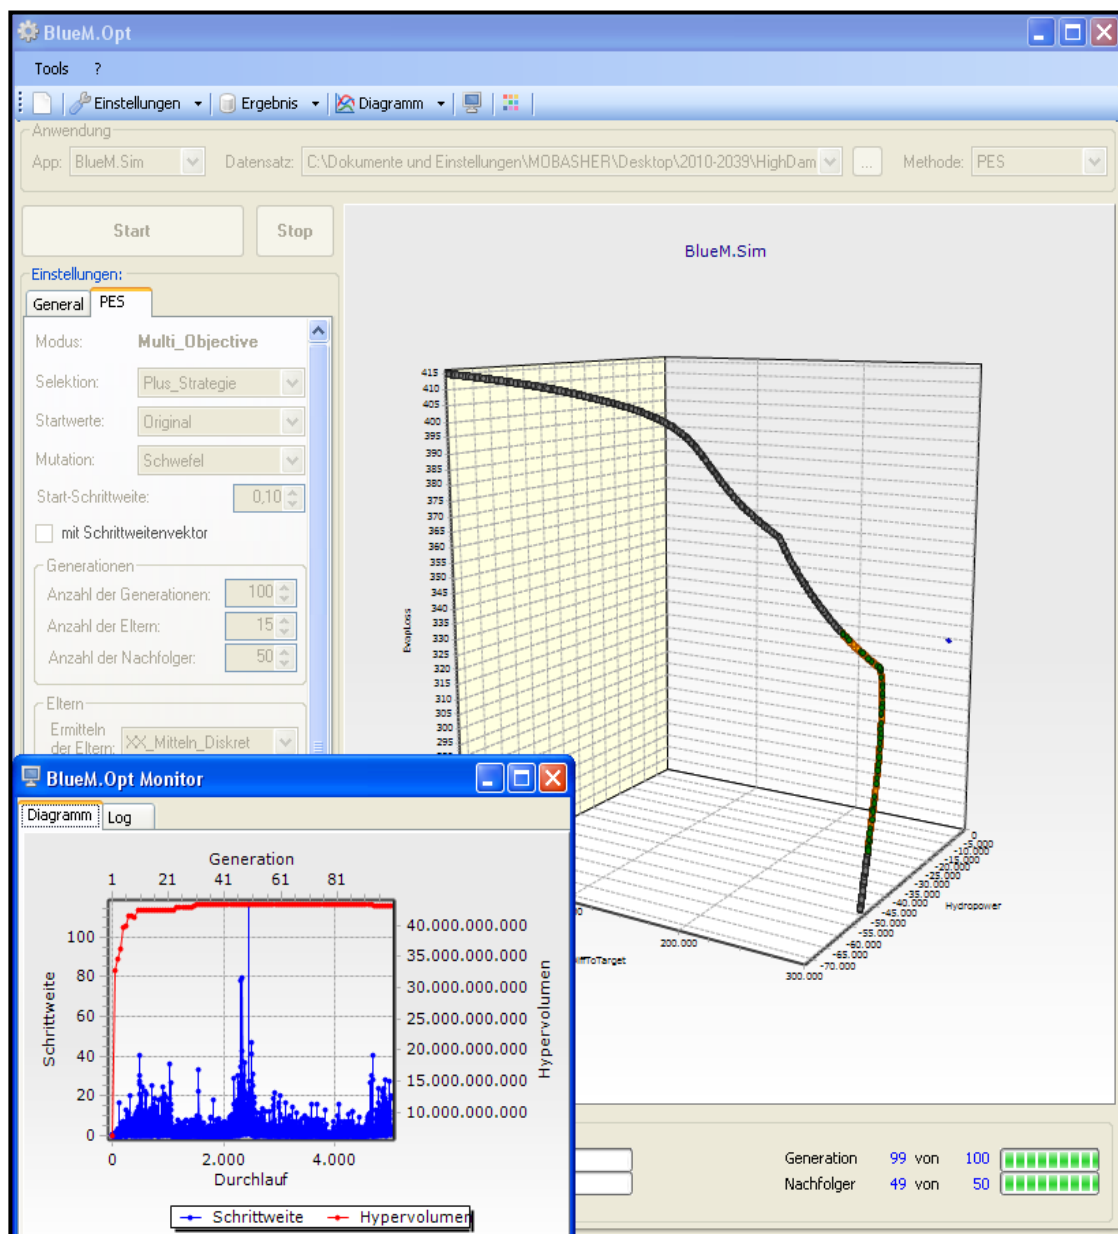 BlueM.Opt
Tools ?
Einstellungen Ergebnis Diagramm
Anwendung
App: BlueM.Sim Datensatz: C:\Dokumente und Einstellungen\MOBASHER\Desktop\2010-2039\HighDam ... Methode: PES
Start Stop
Einstellungen:
General PES
Modus: Multi_Objective
Selektion: Plus_Strategie
Startwerte: Original
Mutation: Schwefel
Start-Schrittweite: 0,10
mit Schrittweitenvektor
Generationen
Anzahl der Generationen: 100
Anzahl der Eltern: 15
Anzahl der Nachfolger: 50
Eltern
Ermitteln
der Eltern: XX_Mitteln_Diskret
BlueM.Sim
415
410
405
400
395
390
385
380
375
370
365
360
355
350
345
340
335
330
325
320
315
310
305
300
295
EvapLoss
200.000
300.000
iffToTarget
0
-5.000
-10.000
-15.000
-20.000
-25.000
-30.000
-35.000
-40.000
-45.000
-50.000
-55.000
-60.000
-65.000
-70.000
Hydropower
BlueM.Opt Monitor
Diagramm Log
Generation
1 21 41 61 81
100
80
60
40
20
0
Schrittweite
40.000.000.000
35.000.000.000
30.000.000.000
25.000.000.000
20.000.000.000
15.000.000.000
10.000.000.000
Hypervolumen
0 2.000 4.000
Durchlauf
Schrittweite Hypervolumen
Generation 99 von 100
Nachfolger 49 von 50